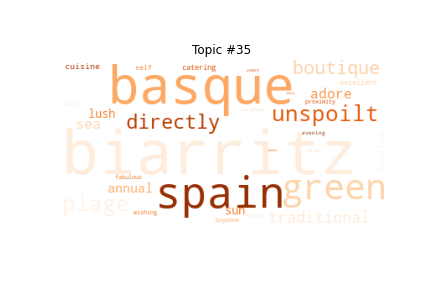 Topic #35
cuisine
self
catering
boutique
excellent
basque
adore
proximity
lush
directly
unspoilt
sea
evening
biarritz
fabulous
annual
spain
green
plage
wishing
sun
traditional
bayonne